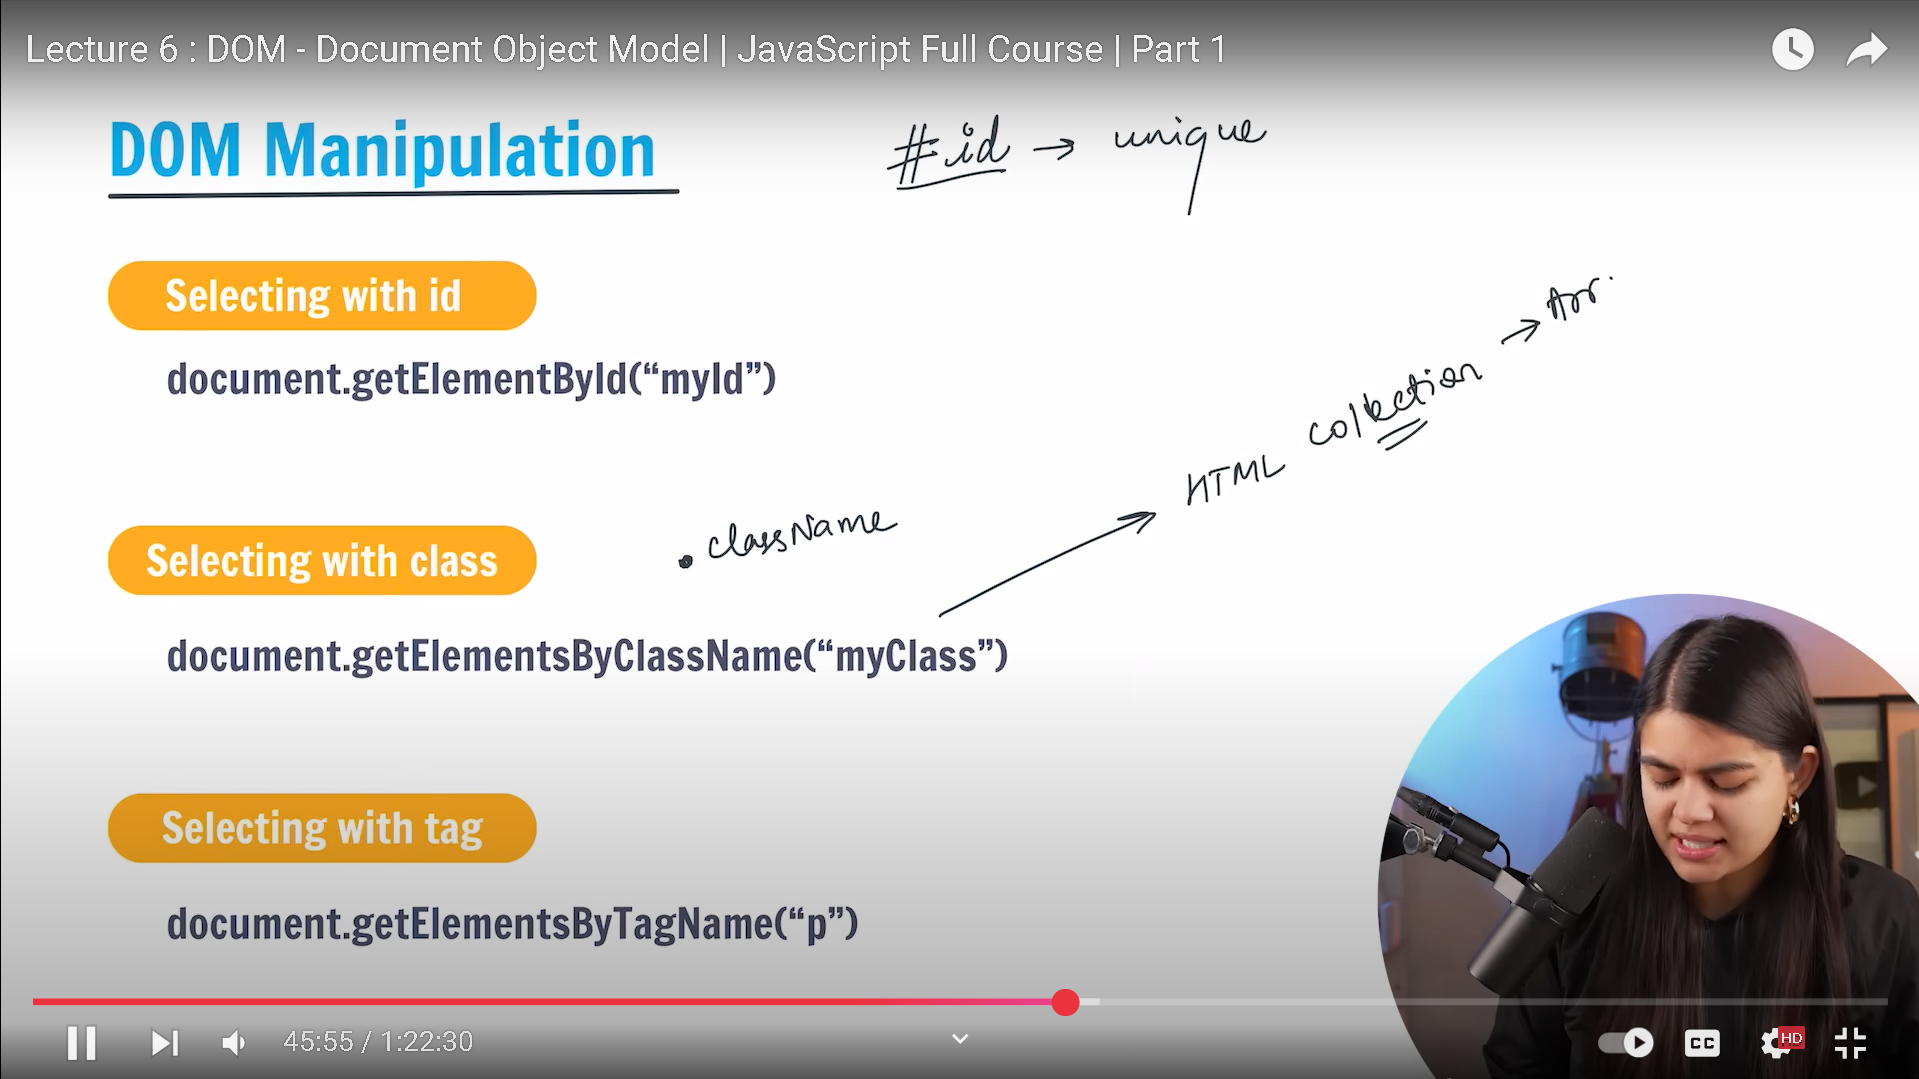 Lecture 6 : DOM - Document Object Model | JavaScript Full Course | Part 1
DOM Manipulation
#id → unique
Selecting with id
document.getElementById(“myId”)
HTML collection → Arr.
Selecting with class
• className
document.getElementsByClassName(“myClass”)
Selecting with tag
document.getElementsByTagName(“p”)
45:55 / 1:22:30
CC
HD